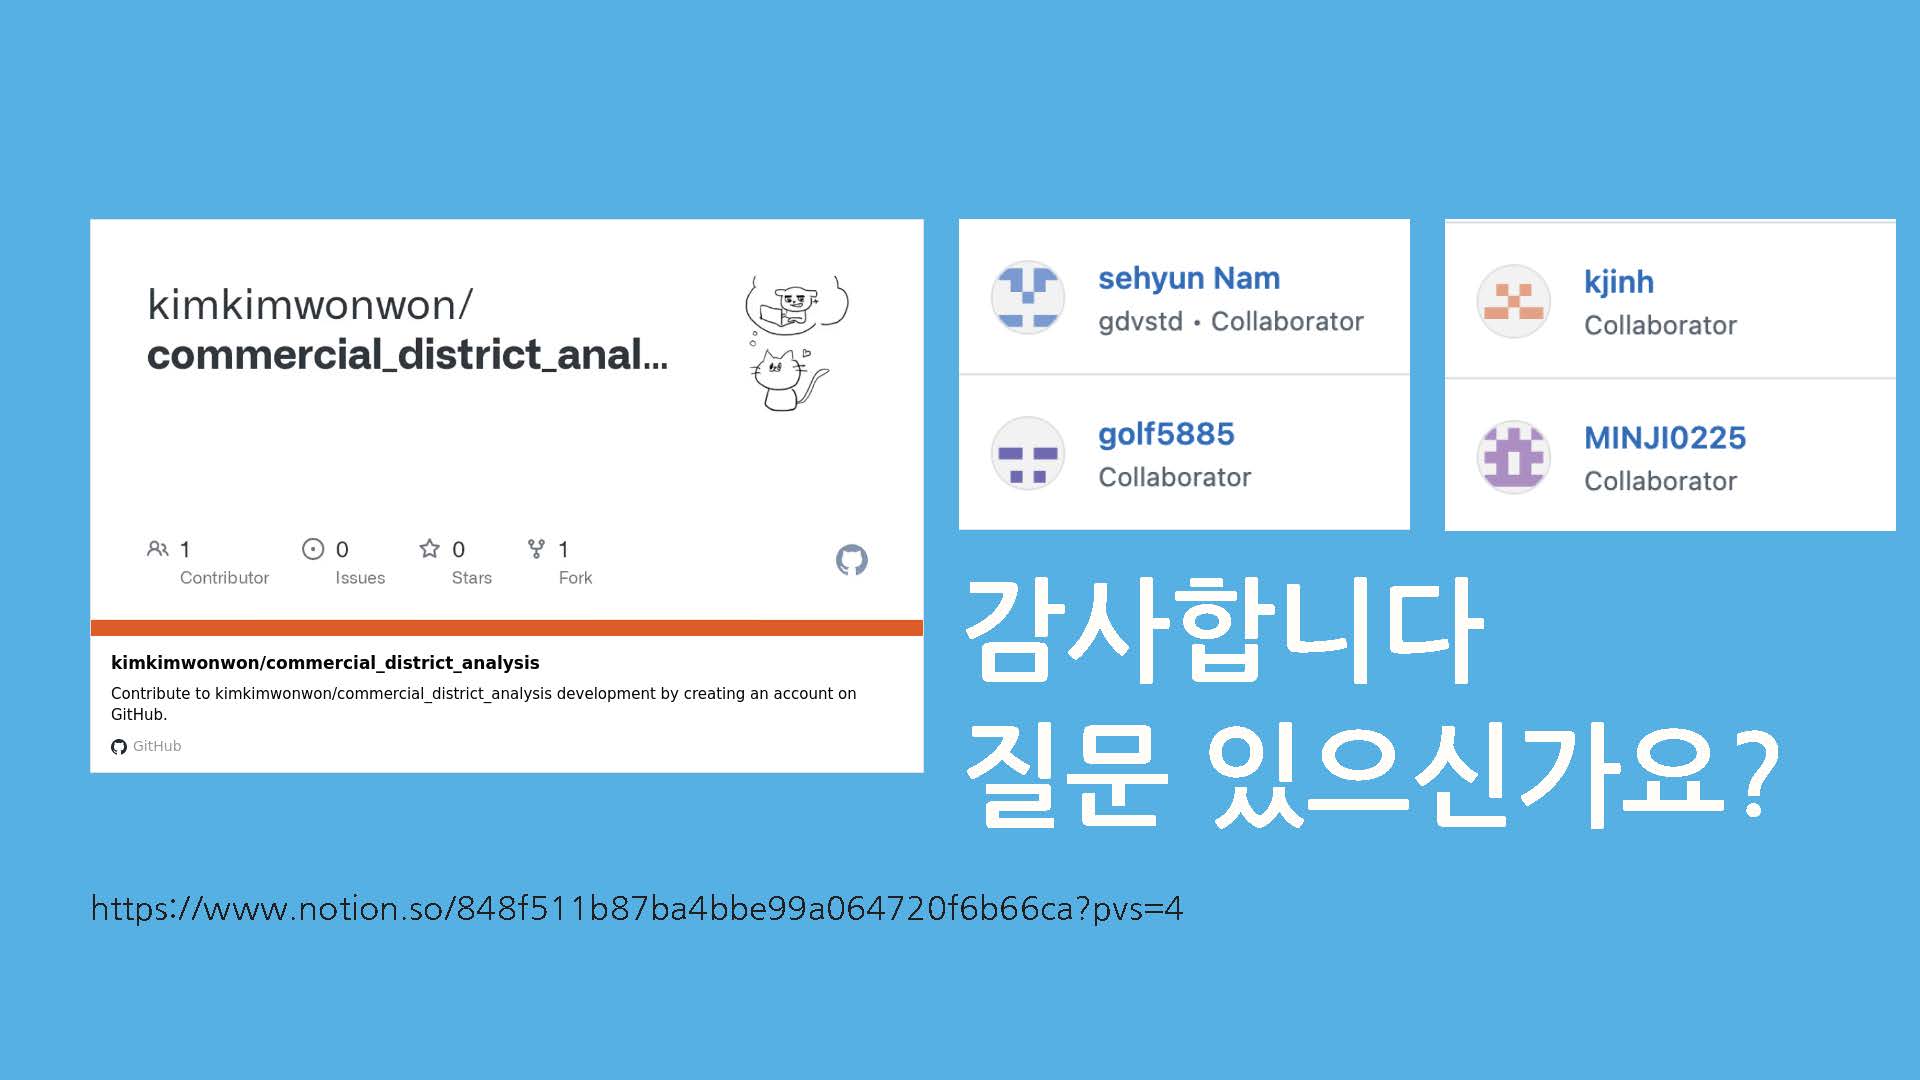 kimkimwonwon/
commercial_district_anal...
1
Contributor
0
Issues
0
Stars
1
Fork
kimkimwonwon/commercial_district_analysis
Contribute to kimkimwonwon/commercial_district_analysis development by creating an account on
GitHub.
GitHub
sehyun Nam
gdvstd • Collaborator
golf5885
Collaborator
kjinh
Collaborator
MINJI0225
Collaborator
감사합니다
질문 있으신가요?
https://www.notion.so/848f511b87ba4bbe99a064720f6b66ca?pvs=4